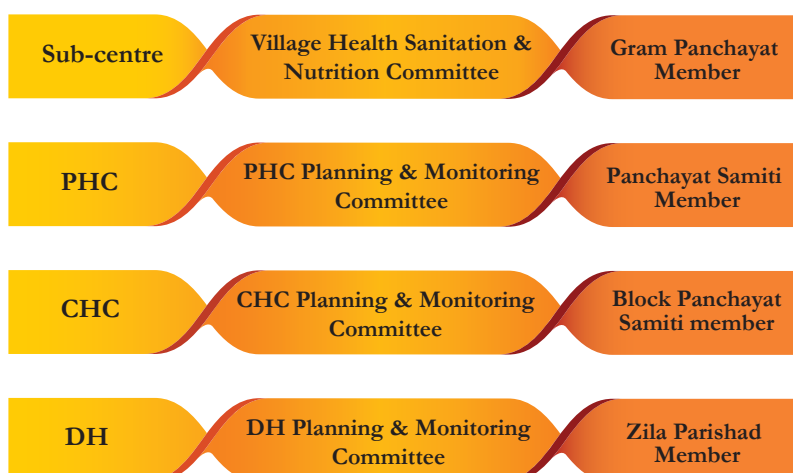 Sub-centre
Village Health Sanitation &
Nutrition Committee
Gram Panchayat
Member
PHC
PHC Planning & Monitoring
Committee
Panchayat Samiti
Member
CHC
CHC Planning & Monitoring
Committee
Block Panchayat
Samiti member
DH
DH Planning & Monitoring
Committee
Zila Parishad
Member